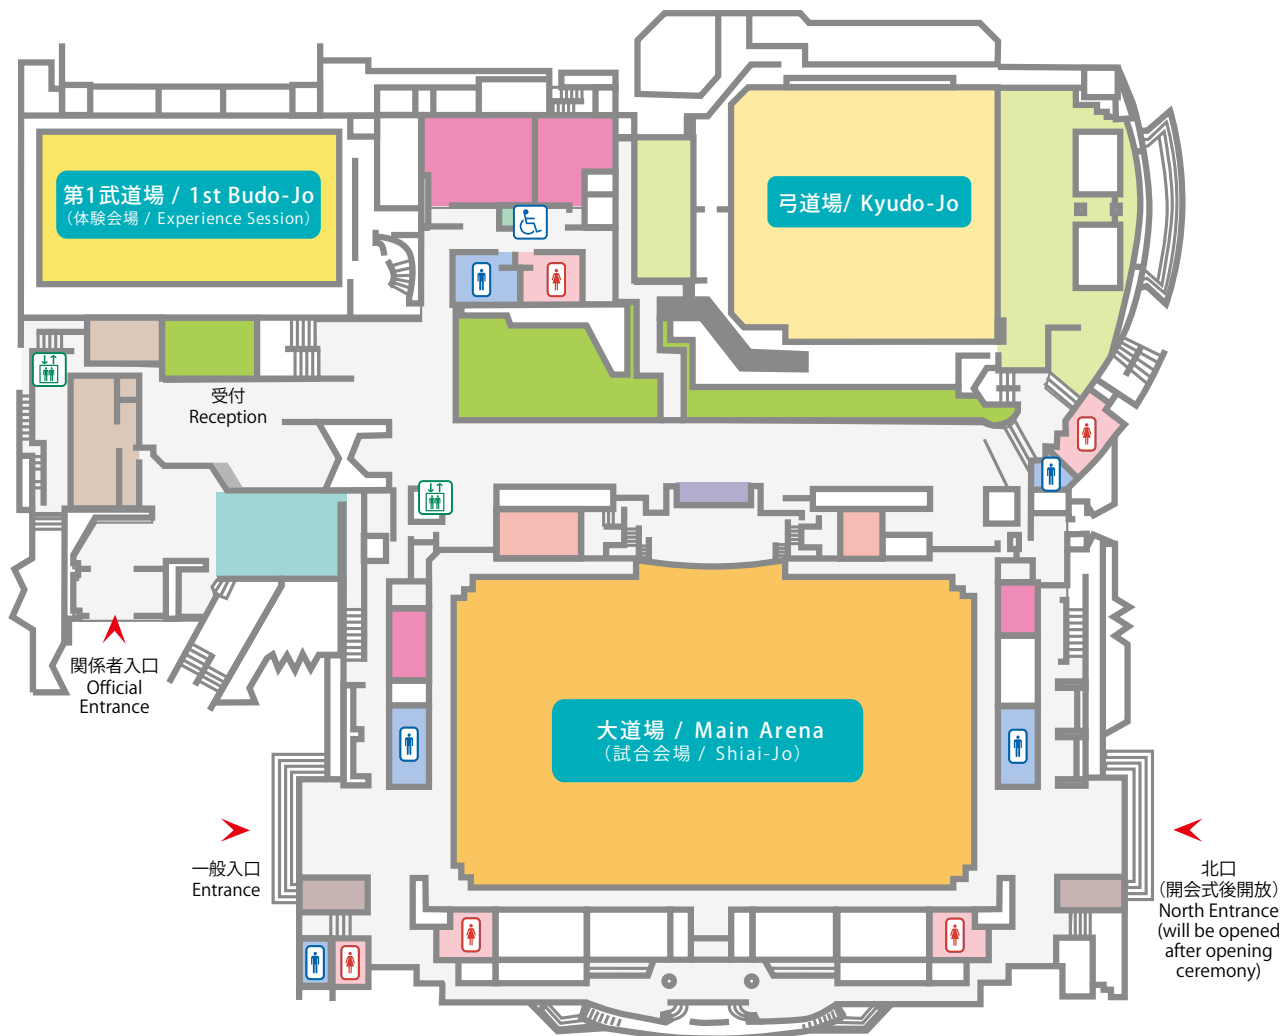 第1武道場 / 1st Budo-Jo
（体験会場 / Experience Session）
弓道場/ Kyudo-Jo
受付
Reception
関係者入口
Official
Entrance
大道場 / Main Arena
（試合会場 / Shiai-Jo）
一般入口
Entrance
北口
（開会式後開放）
North Entrance
(will be opened
after opening
ceremony)